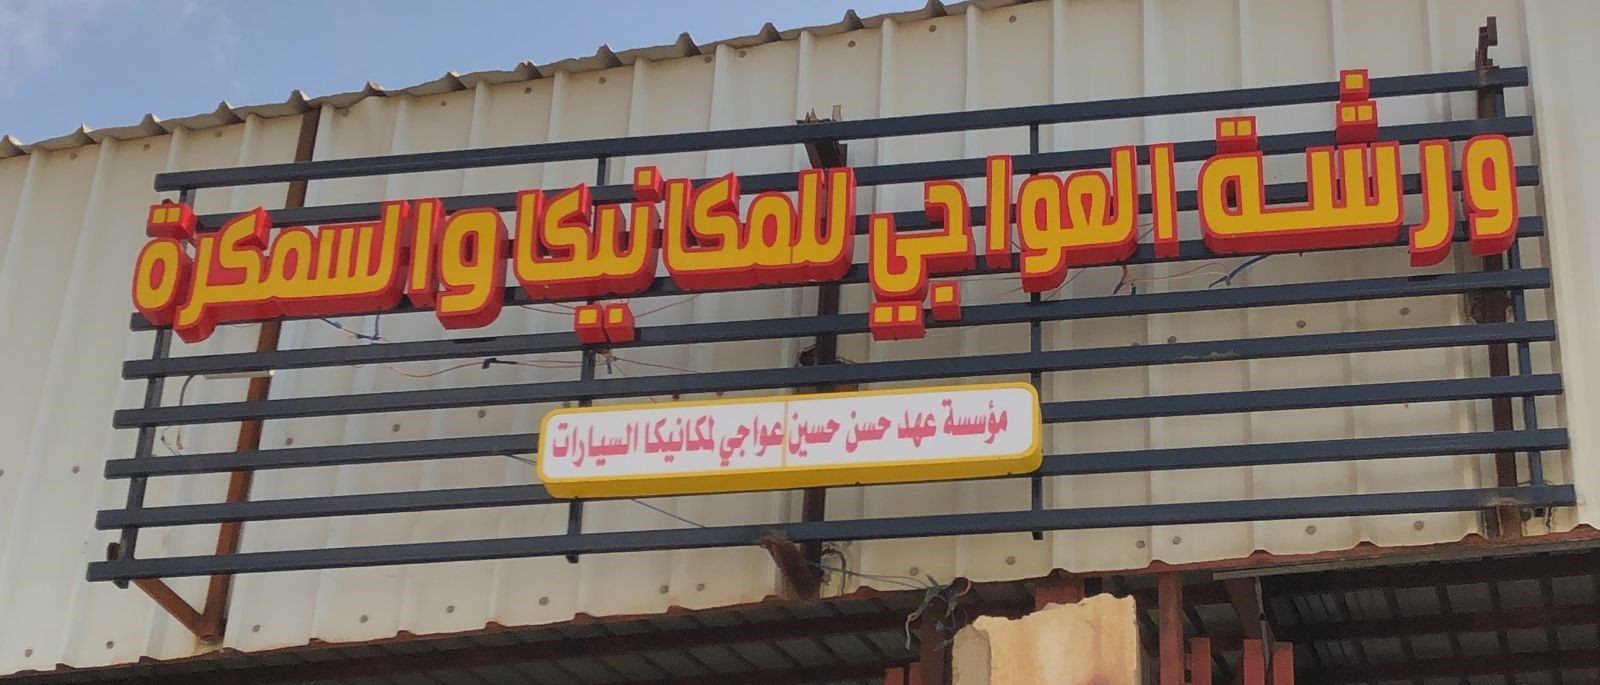 ورشة العواجي للمكانيكا والسمكرة
مؤسسة عهد حسن حسين عواجي لمكانيكا السيارات